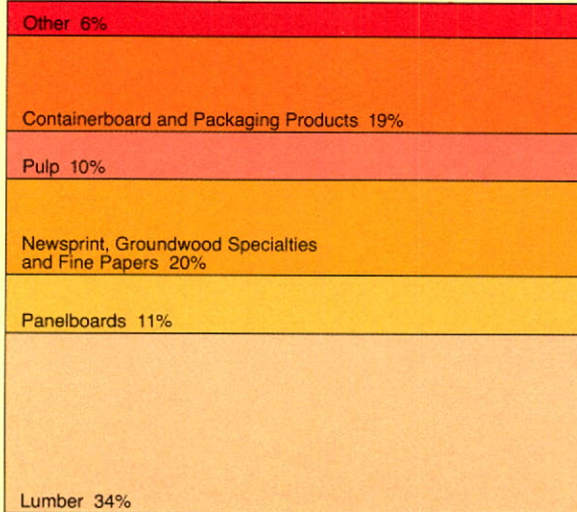 Other 6%
Containerboard and Packaging Products 19%
Pulp 10%
Newsprint, Groundwood Specialties
and Fine Papers 20%
Panelboards 11%
Lumber 34%